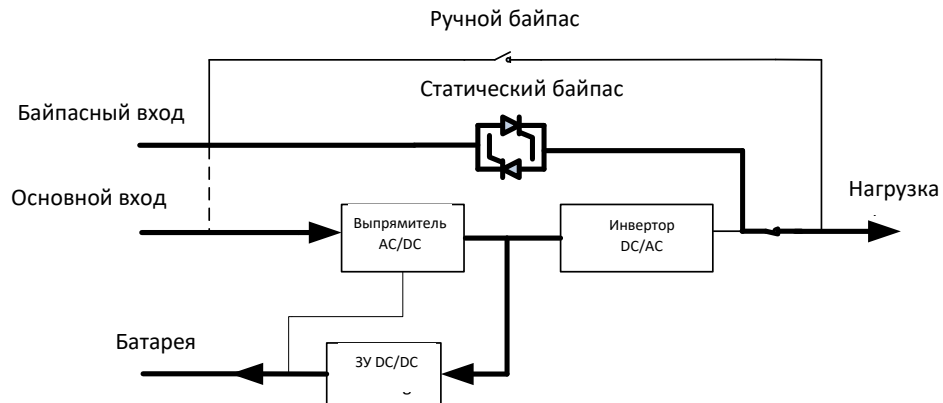 Ручной байпас
Статический байпас
Байпасный вход
Основной вход
Нагрузка
Выпрямитель
AC/DC
Инвертор
DC/AC
Батарея
ЗУ DC/DC